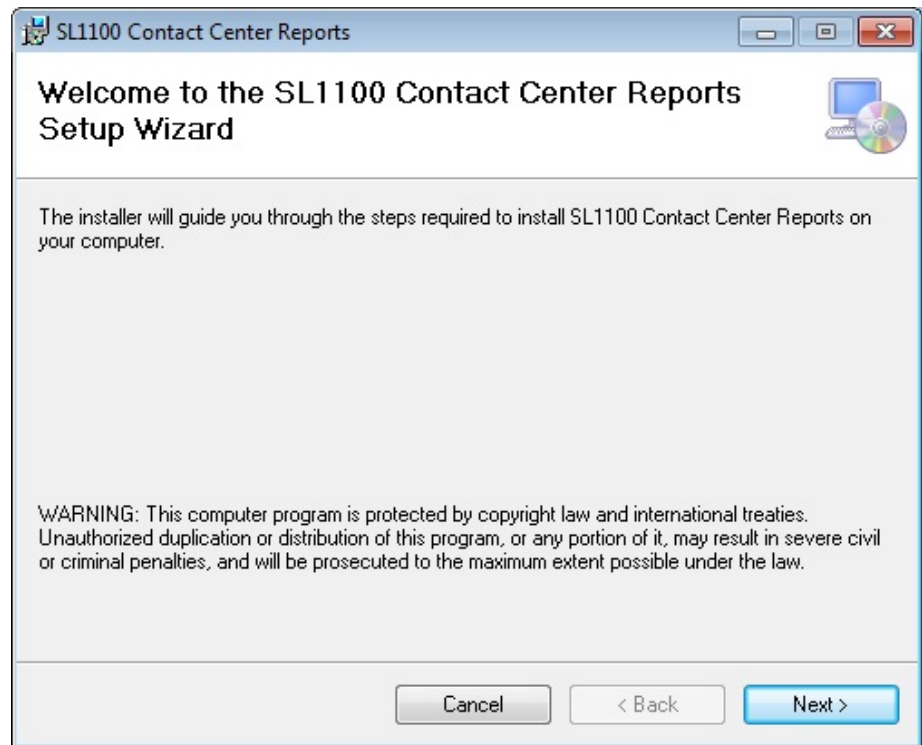 SL1100 Contact Center Reports
Welcome to the SL1100 Contact Center Reports
Setup Wizard
The installer will guide you through the steps required to install SL1100 Contact Center Reports on
your computer.
WARNING: This computer program is protected by copyright law and international treaties.
Unauthorized duplication or distribution of this program, or any portion of it, may result in severe civil
or criminal penalties, and will be prosecuted to the maximum extent possible under the law.
Cancel
< Back
Next >